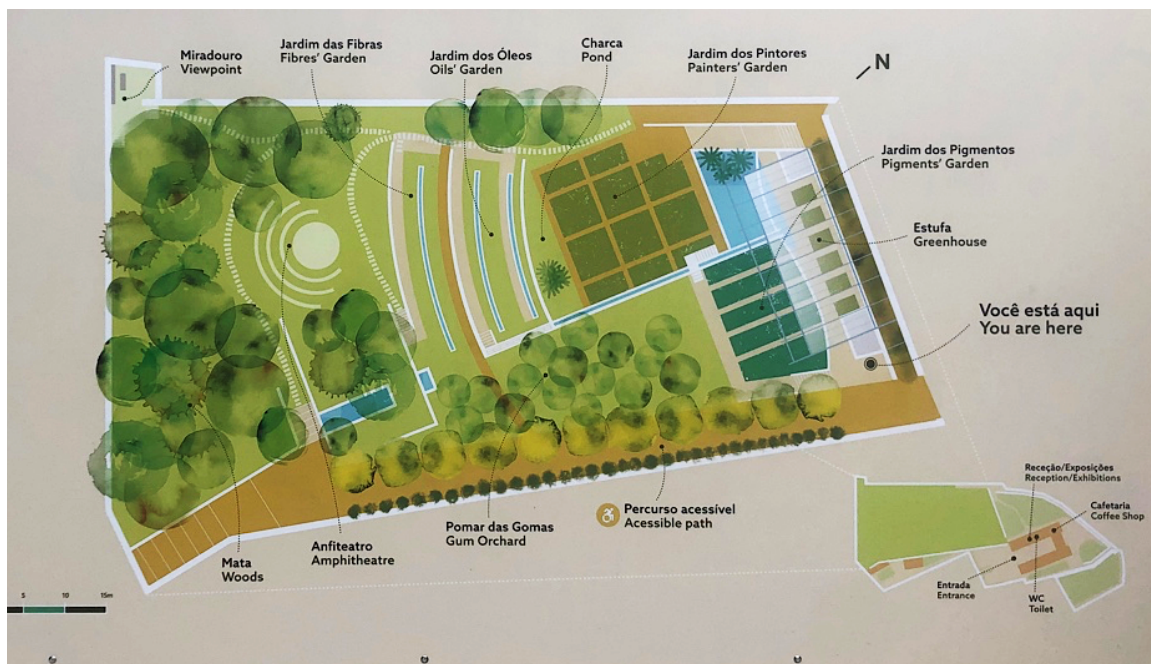 Miradouro
Viewpoint
Jardim das Fibras
Fibres' Garden
Jardim dos Óleos
Oils' Garden
Charca
Pond
Jardim dos Pintores
Painters' Garden
N
Jardim dos Pigmentos
Pigments' Garden
Estufa
Greenhouse
Você está aqui
You are here
Receção/Exposições
Reception/Exhibitions
Cafetaria
Coffee Shop
Percurso acessível
Acessible path
Pomar das Gomas
Gum Orchard
Anfiteatro
Amphitheatre
Mata
Woods
Entrada
Entrance
WC
Toilet
5 10 15m